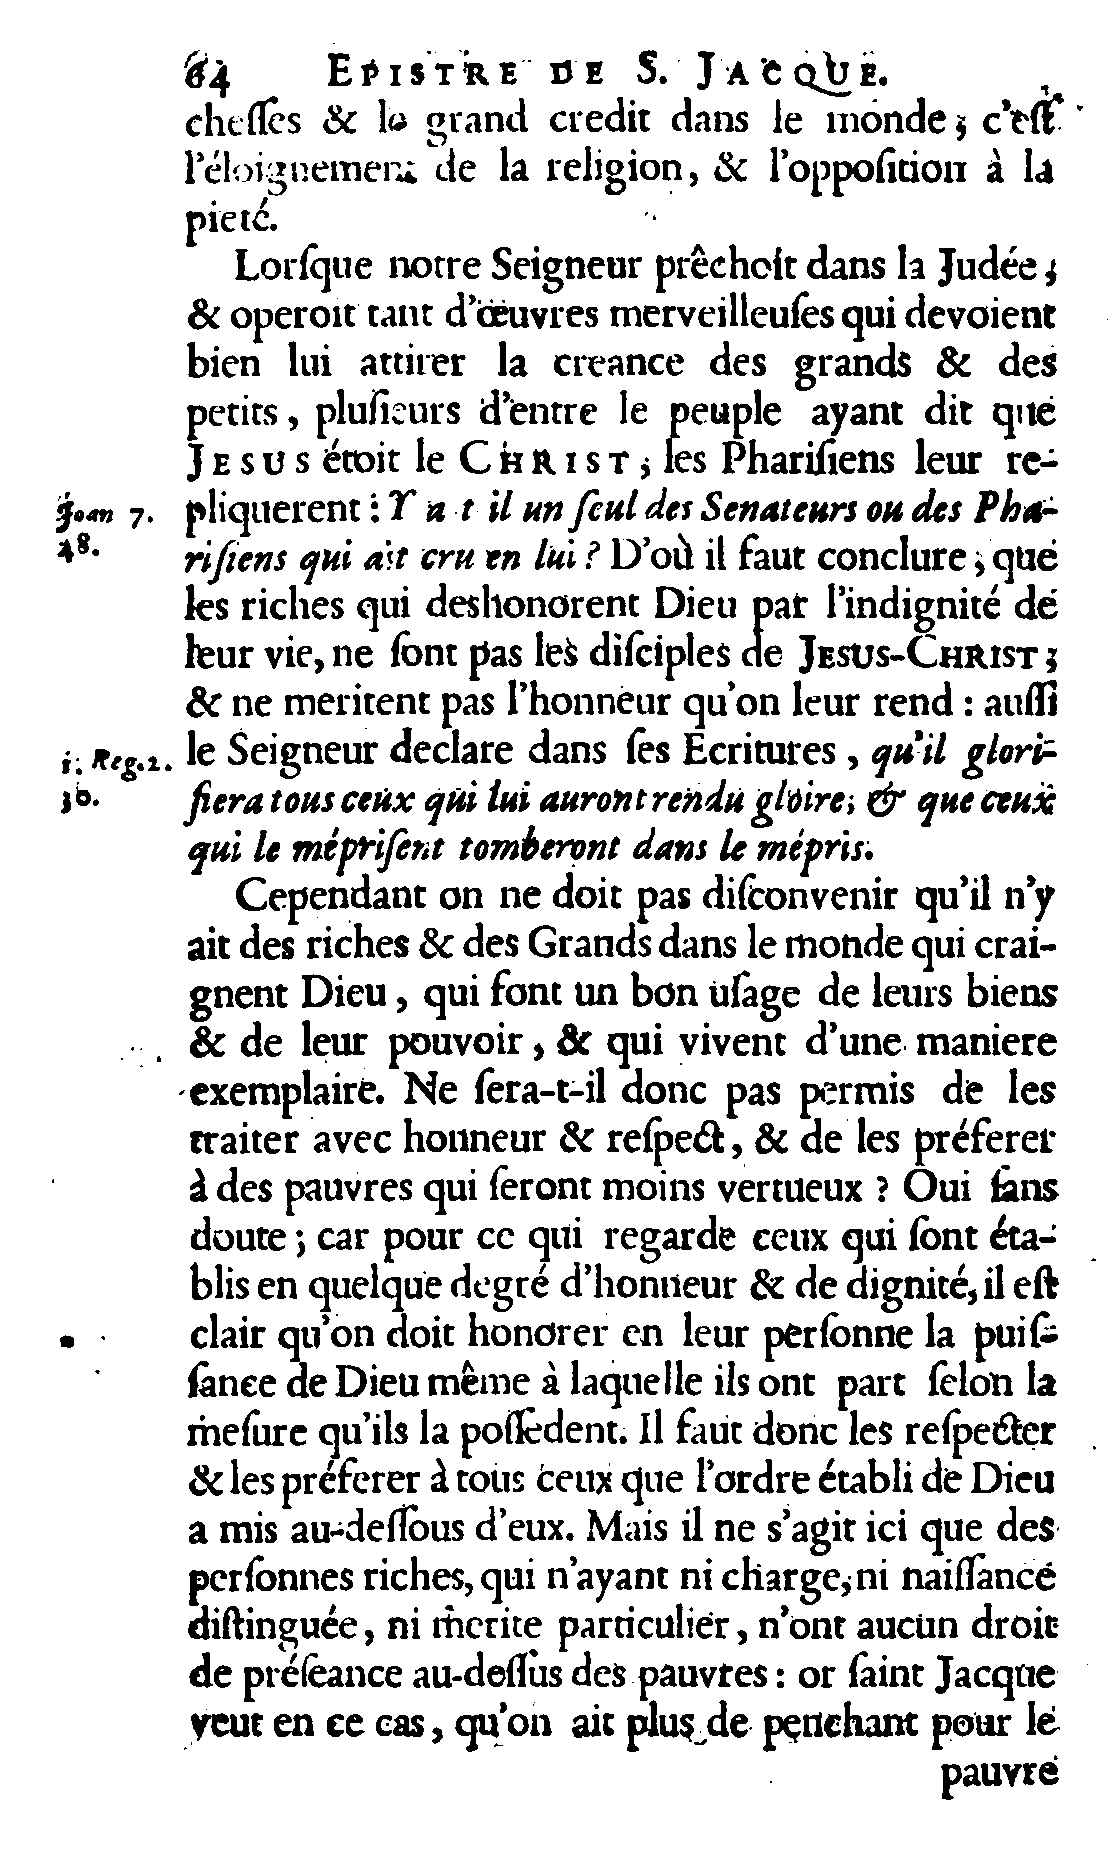 64 EPISTRE DE S. JACQUE.
cheſſes & le grand credit dans le monde; c'eſt
l'éloignement de la religion, & l'oppoſition à la
pieté.
Lorſque notre Seigneur prêchoit dans la Judée,
& operoit tant d'œuvres merveilleuſes qui devoient
bien lui attirer la creance des grands & des
petits, pluſieurs d'entre le peuple ayant dit que
JESUS étoit le CHRIST; les Phariſiens leur re-
Joan 7. pliquerent: Y a t il un ſeul des Senateurs ou des Pha-
48. riſiens qui ait cru en lui? D'où il faut conclure, que
les riches qui deshonorent Dieu par l'indignité de
leur vie, ne ſont pas les diſciples de JESUS-CHRIST;
& ne meritent pas l'honneur qu'on leur rend: auſſi
1. Reg. 2. le Seigneur declare dans ſes Ecritures, qu'il glori-
30. fiera tous ceux qui lui auront rendu gloire, & que ceux
qui le mépriſent tomberont dans le mépris.
Cependant on ne doit pas diſconvenir qu'il n'y
ait des riches & des Grands dans le monde qui crai-
gnent Dieu, qui font un bon uſage de leurs biens
& de leur pouvoir, & qui vivent d'une maniere
exemplaire. Ne ſera-t-il donc pas permis de les
traiter avec honneur & reſpect, & de les préferer
à des pauvres qui ſeront moins vertueux? Oui ſans
doute; car pour ce qui regarde ceux qui ſont éta-
blis en quelque degré d'honneur & de dignité, il eſt
clair qu'on doit honorer en leur perſonne la puiſ-
ſance de Dieu même à laquelle ils ont part ſelon la
meſure qu'ils la poſſedent. Il faut donc les reſpecter
& les préferer à tous ceux que l'ordre établi de Dieu
a mis au-deſſous d'eux. Mais il ne s'agit ici que des
perſonnes riches, qui n'ayant ni charge, ni naiſſance
diſtinguée, ni merite particulier, n'ont aucun droit
de préſeance au-deſſus des pauvres: or ſaint Jacque
veut en ce cas, qu'on ait plus de penchant pour le
pauvre